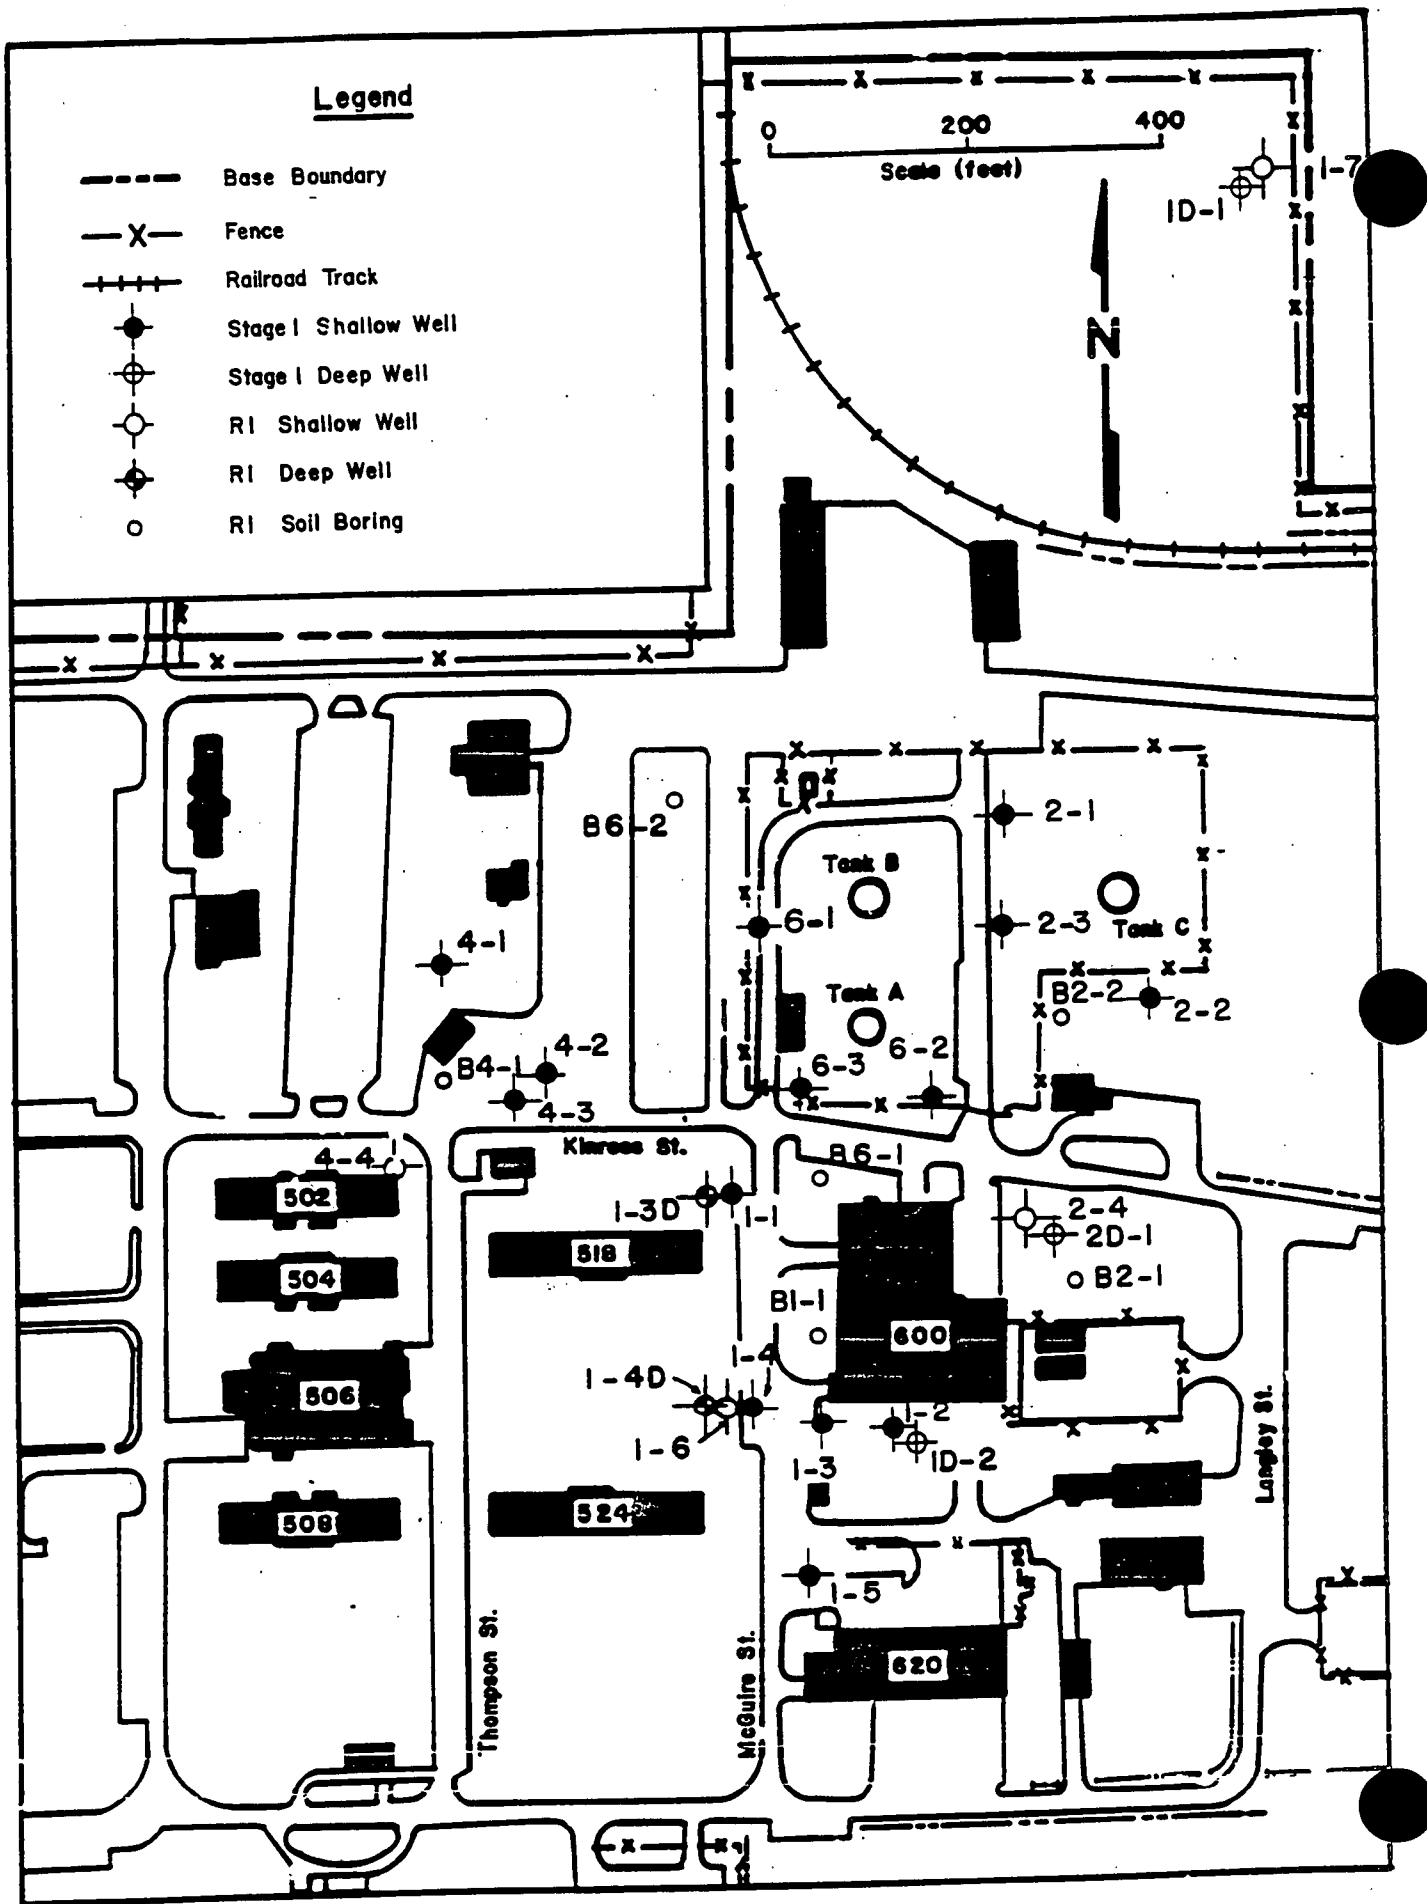 Legend
Base Boundary
Fence
Railroad Track
Stage 1 Shallow Well
Stage 1 Deep Well
RI Shallow Well
RI Deep Well
RI Soil Boring
0 200 400
Scale (feet)
1-7
1D-1
N
B6-2
2-1
Tank B
6-1
2-3
Tank C
4-1
Tank A
B2-2
2-2
4-2
6-2
B4-1
6-3
4-3
Kinross St.
4-4
B6-1
502
1-3D
1-1
2-4
2D-1
518
504
B2-1
B1-1
600
1-4
1-4D
506
1-2
1-6
1D-2
1-3
Langley St.
524
508
1-5
Thompson St.
McGuire St.
620